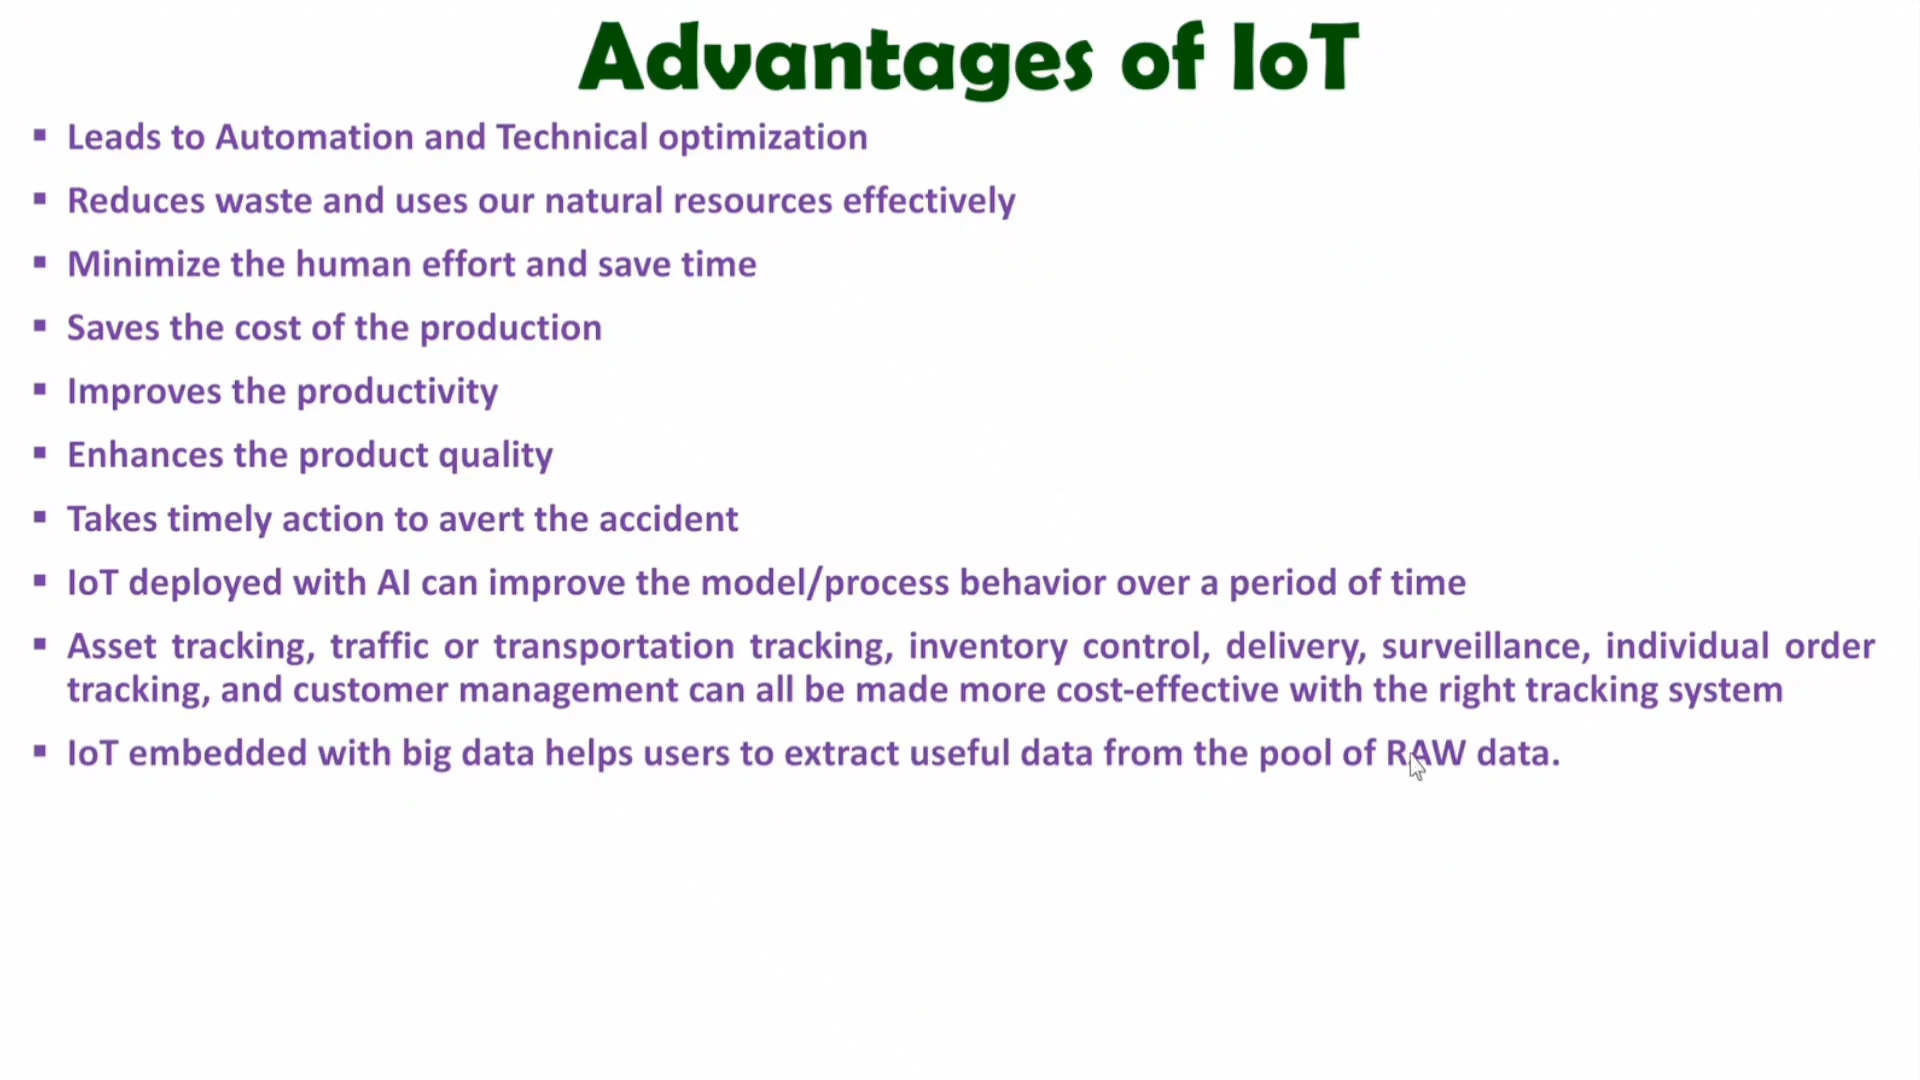 Advantages of IoT
▪ Leads to Automation and Technical optimization
▪ Reduces waste and uses our natural resources effectively
▪ Minimize the human effort and save time
▪ Saves the cost of the production
▪ Improves the productivity
▪ Enhances the product quality
▪ Takes timely action to avert the accident
▪ IoT deployed with AI can improve the model/process behavior over a period of time
▪ Asset tracking, traffic or transportation tracking, inventory control, delivery, surveillance, individual order
tracking, and customer management can all be made more cost-effective with the right tracking system
▪ IoT embedded with big data helps users to extract useful data from the pool of RAW data.